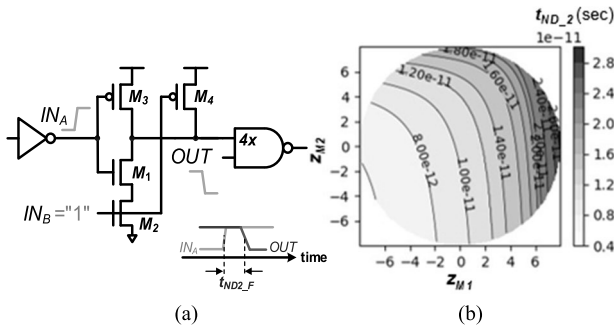 IN_A
M_3
M_4
M_1
OUT
4x
IN_B="1"
M_2
IN_A
OUT
time
t_ND2_F
(a)
t_ND_2 (sec)
1e-11
2.8
2.4
2.0
1.6
1.2
0.8
0.4
8
6
4
2
0
−2
−4
−6
z_M2
1.80e-11
1.60e-11
1.20e-11
2.40e-11
1.40e-11
8.00e-12
1.00e-11
−6 −4 −2 0 2 4 6
z_M1
(b)